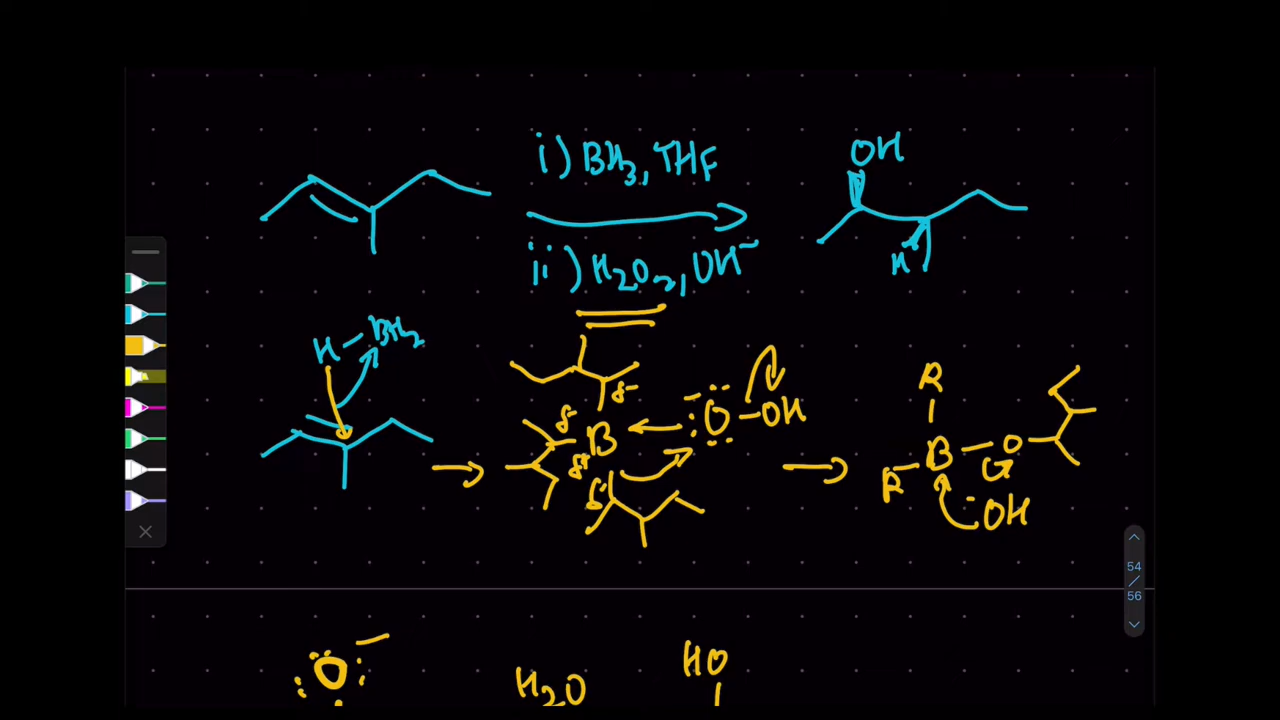 i) BH3, THF
OH
ii) H2O2, OH⁻
H
H - BH2
δ-
δ-
B
δ+
δ-
O - OH
R
B - O
R
⁻OH
54
/
56
O⁻
H2O
HO